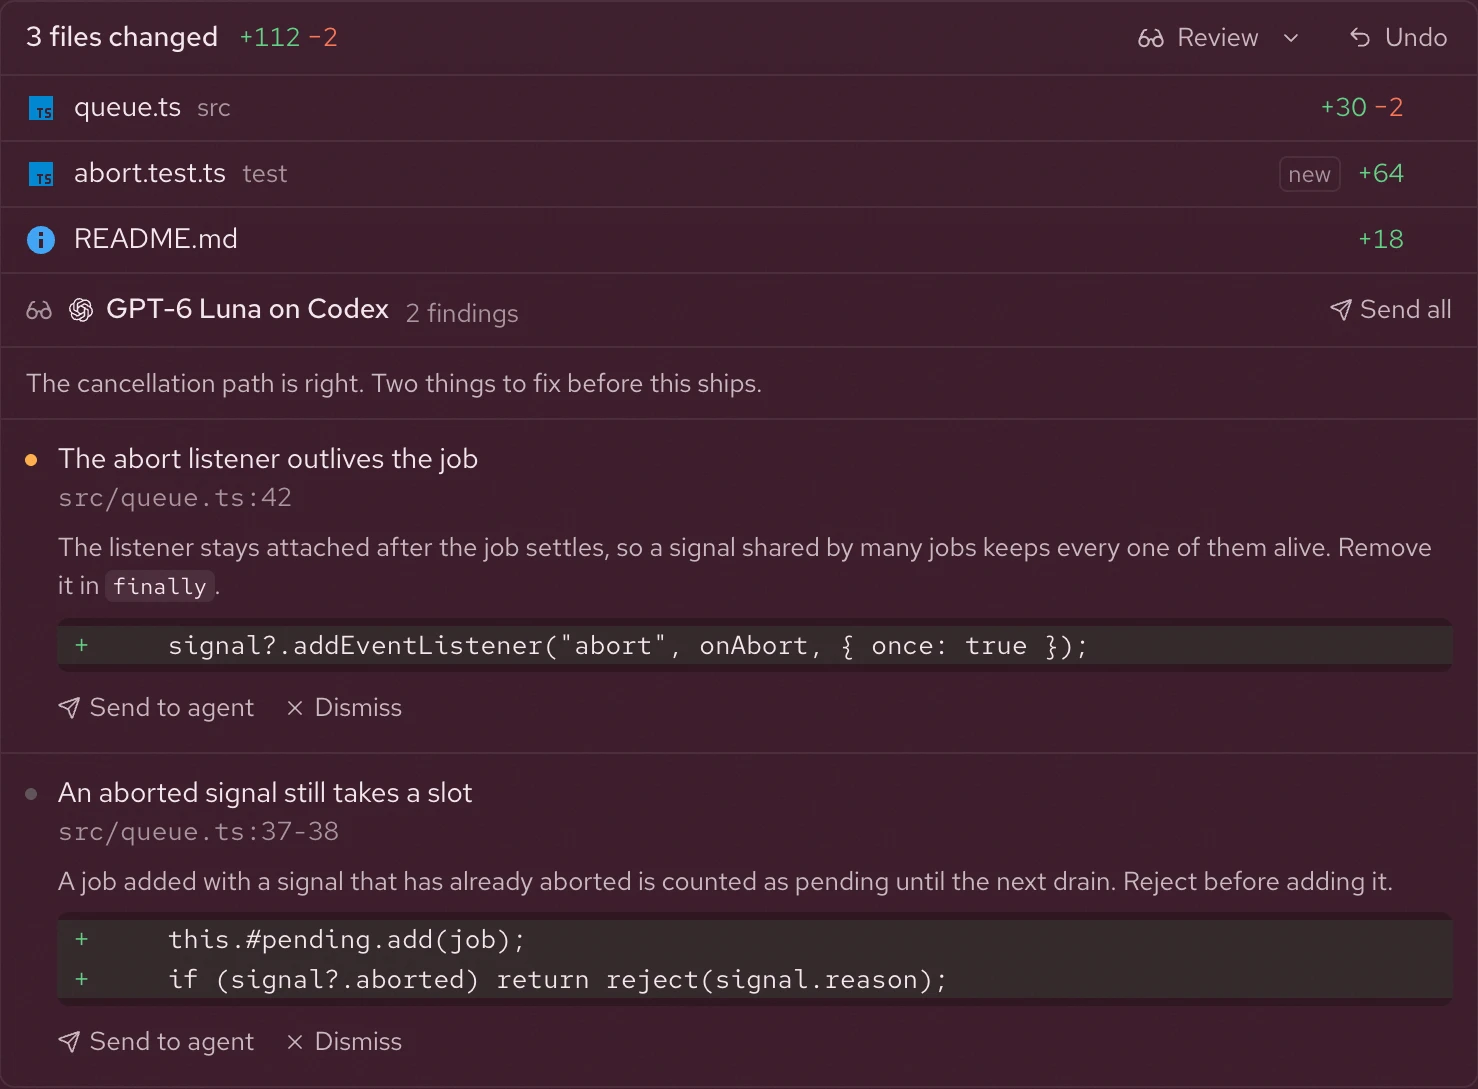 3 files changed +112 −2 Review Undo
TS queue.ts src +30 −2
TS abort.test.ts test new +64
README.md +18
GPT-6 Luna on Codex 2 findings Send all
The cancellation path is right. Two things to fix before this ships.
The abort listener outlives the job
src/queue.ts:42
The listener stays attached after the job settles, so a signal shared by many jobs keeps every one of them alive. Remove
it in finally.
+ signal?.addEventListener("abort", onAbort, { once: true });
Send to agent Dismiss
An aborted signal still takes a slot
src/queue.ts:37-38
A job added with a signal that has already aborted is counted as pending until the next drain. Reject before adding it.
+ this.#pending.add(job);
+ if (signal?.aborted) return reject(signal.reason);
Send to agent Dismiss